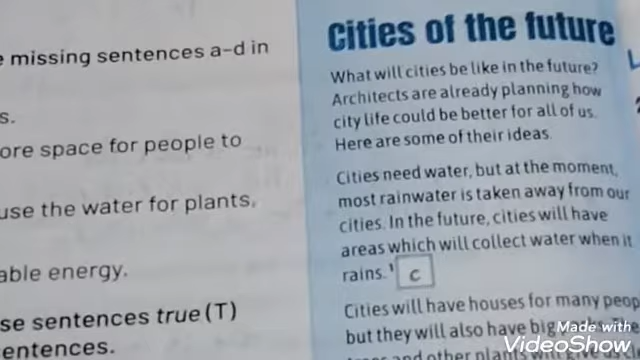 e missing sentences a–d in
s.
ore space for people to
use the water for plants,
able energy.
se sentences true (T)
entences.
Cities of the future
What will cities be like in the future?
Architects are already planning how
city life could be better for all of us.
Here are some of their ideas.
Cities need water, but at the moment,
most rainwater is taken away from our
cities. In the future, cities will have
areas which will collect water when it
rains.¹ c
Cities will have houses for many peop
but they will also have big
and other plants
Made with
VideoShow